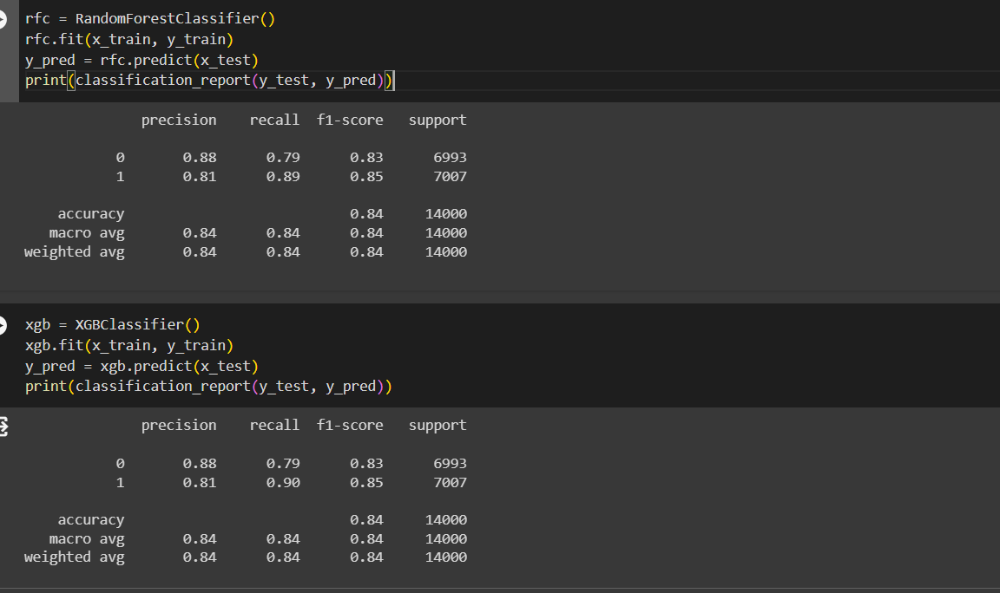 rfc = RandomForestClassifier()
rfc.fit(x_train, y_train)
y_pred = rfc.predict(x_test)
print(classification_report(y_test, y_pred))
precision recall f1-score support
0 0.88 0.79 0.83 6993
1 0.81 0.89 0.85 7007
accuracy 0.84 14000
macro avg 0.84 0.84 0.84 14000
weighted avg 0.84 0.84 0.84 14000
xgb = XGBClassifier()
xgb.fit(x_train, y_train)
y_pred = xgb.predict(x_test)
print(classification_report(y_test, y_pred))
precision recall f1-score support
0 0.88 0.79 0.83 6993
1 0.81 0.90 0.85 7007
accuracy 0.84 14000
macro avg 0.84 0.84 0.84 14000
weighted avg 0.84 0.84 0.84 14000